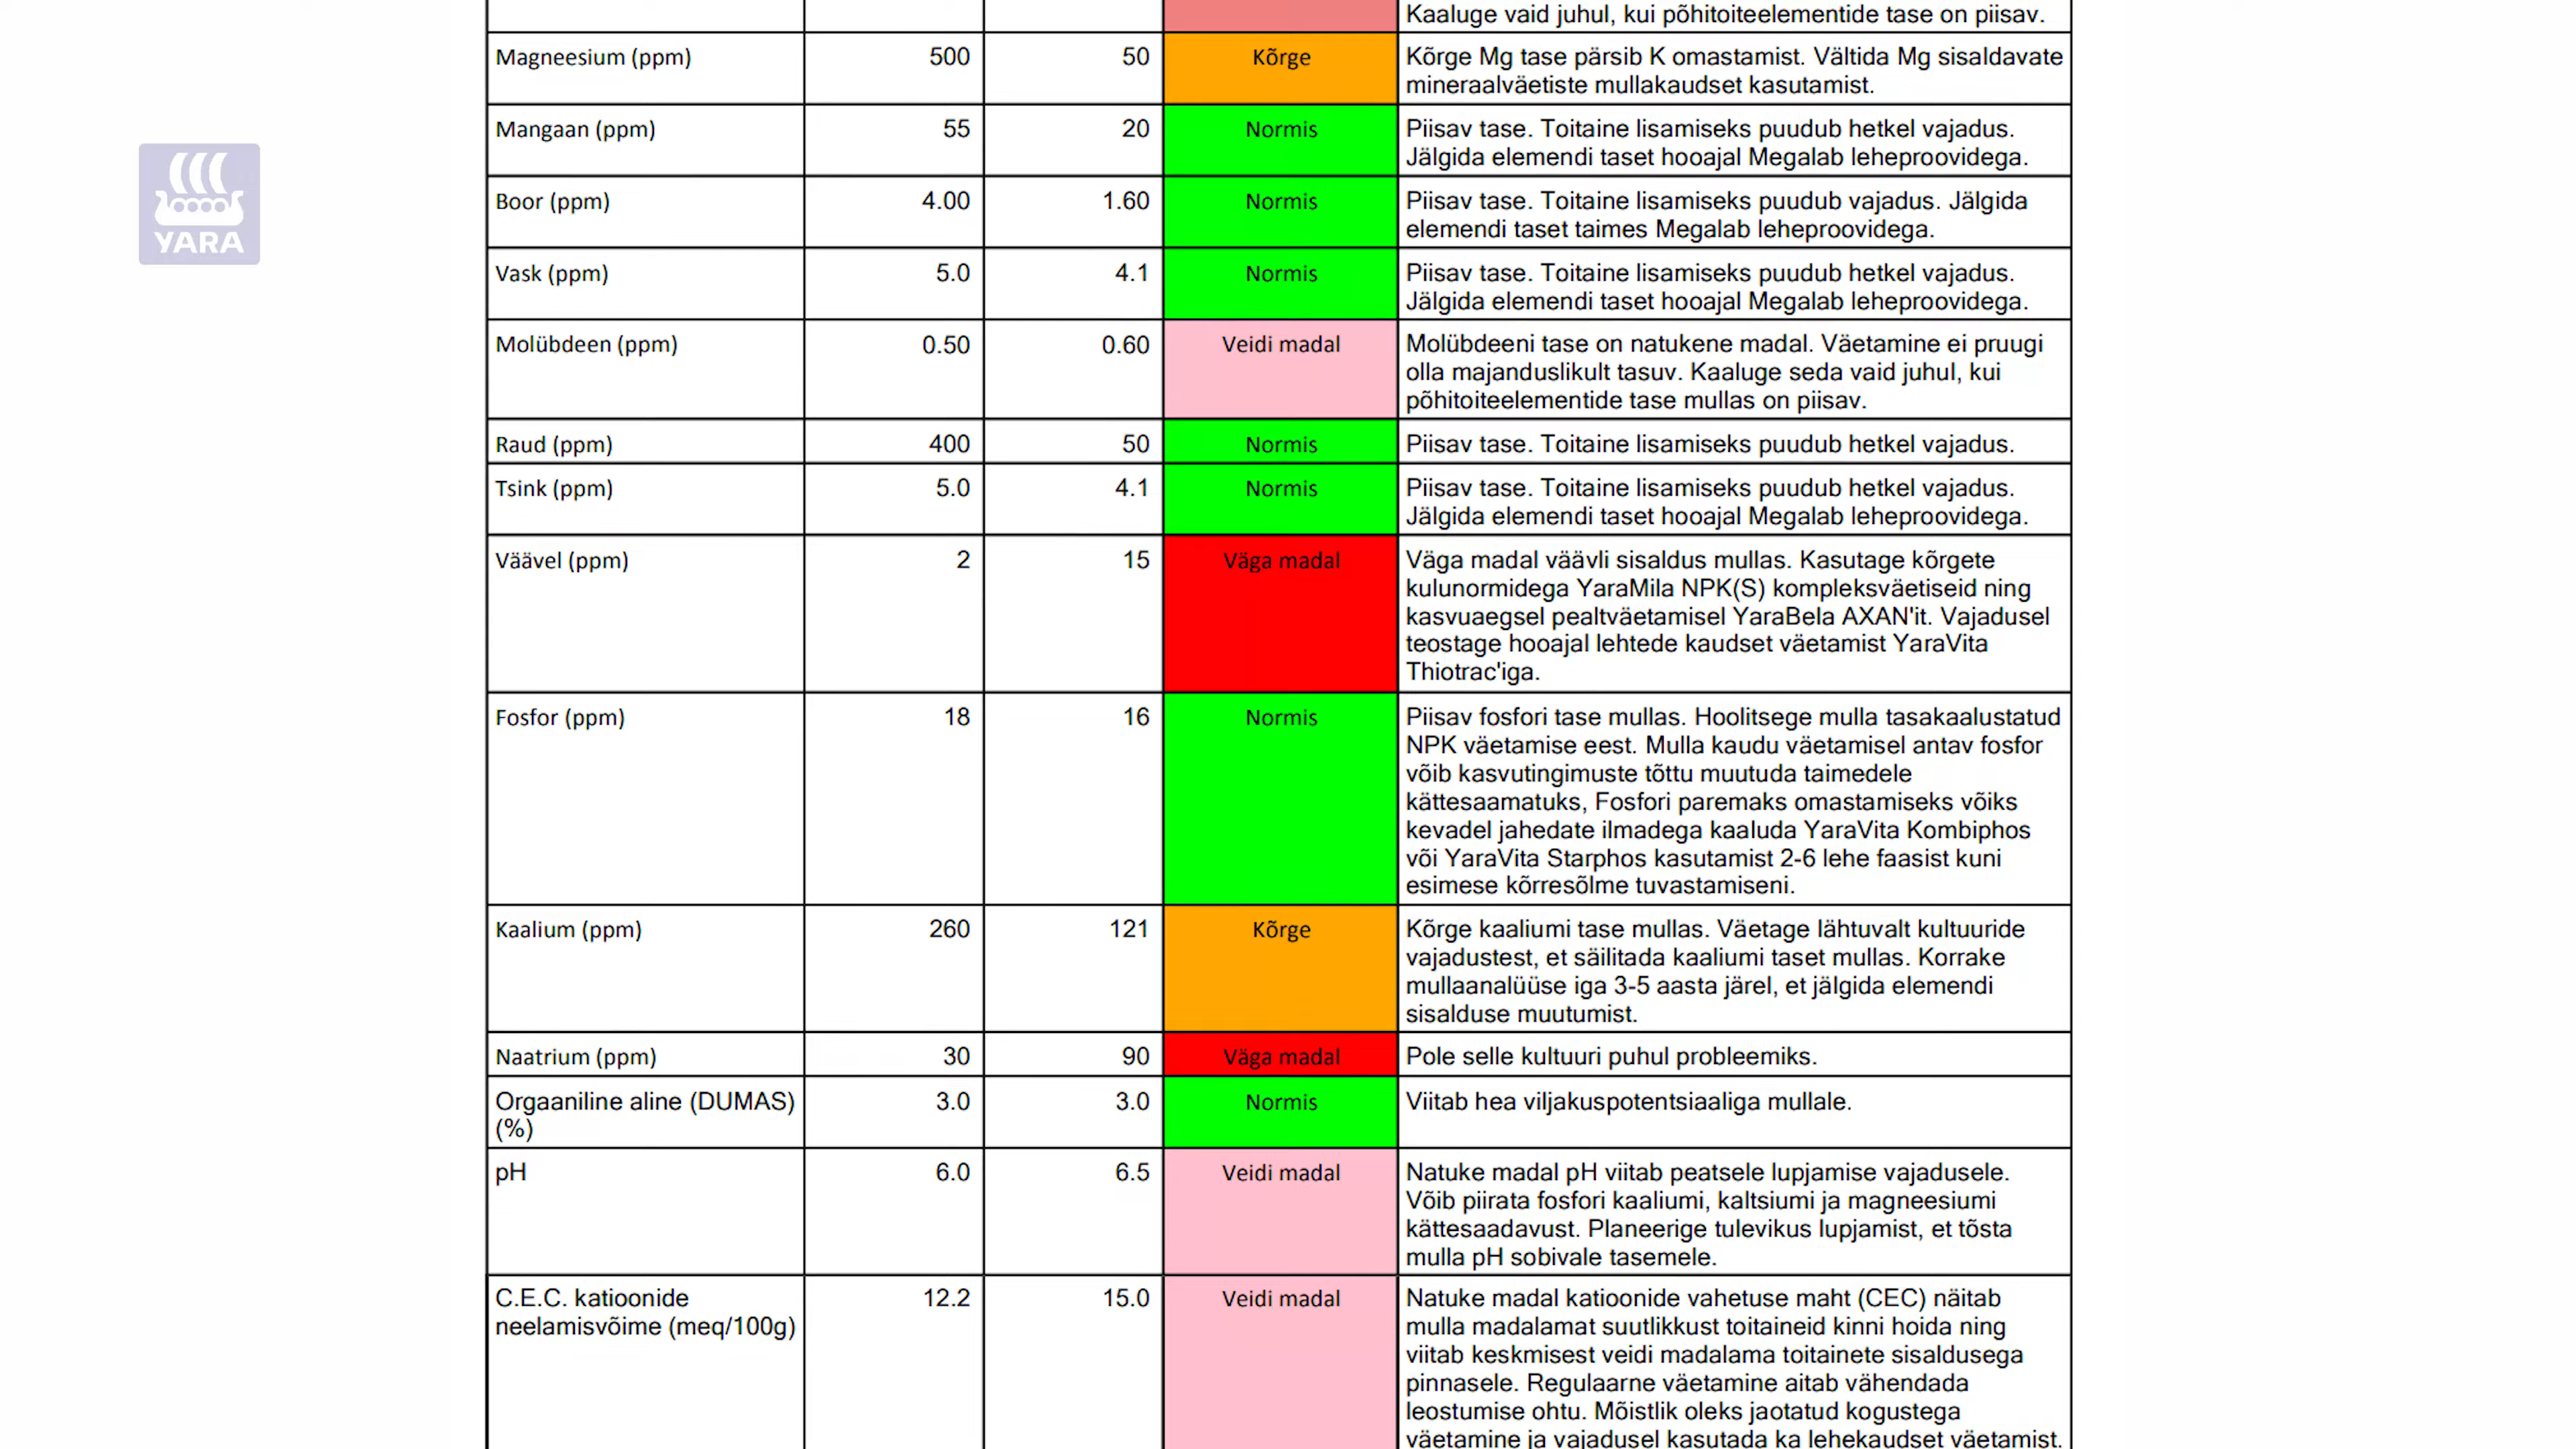 Kaaluge vaid juhul, kui põhitoiteelementide tase on piisav.
Magneesium (ppm) 500 50 Kõrge Kõrge Mg tase pärsib K omastamist. Vältida Mg sisaldavate
mineraalväetiste mullakaudset kasutamist.
Mangaan (ppm) 55 20 Normis Piisav tase. Toitaine lisamiseks puudub hetkel vajadus.
Jälgida elemendi taset hooajal Megalab leheproovidega.
YARA
Boor (ppm) 4.00 1.60 Normis Piisav tase. Toitaine lisamiseks puudub vajadus. Jälgida
elemendi taset taimes Megalab leheproovidega.
Vask (ppm) 5.0 4.1 Normis Piisav tase. Toitaine lisamiseks puudub hetkel vajadus.
Jälgida elemendi taset hooajal Megalab leheproovidega.
Molübdeen (ppm) 0.50 0.60 Veidi madal Molübdeeni tase on natukene madal. Väetamine ei pruugi
olla majanduslikult tasuv. Kaaluge seda vaid juhul, kui
põhitoiteelementide tase mullas on piisav.
Raud (ppm) 400 50 Normis Piisav tase. Toitaine lisamiseks puudub hetkel vajadus.
Tsink (ppm) 5.0 4.1 Normis Piisav tase. Toitaine lisamiseks puudub hetkel vajadus.
Jälgida elemendi taset hooajal Megalab leheproovidega.
Väävel (ppm) 2 15 Väga madal Väga madal väävli sisaldus mullas. Kasutage kõrgete
kulunormidega YaraMila NPK(S) kompleksväetiseid ning
kasvuaegsel pealtväetamisel YaraBela AXAN'it. Vajadusel
teostage hooajal lehtede kaudset väetamist YaraVita
Thiotrac'iga.
Fosfor (ppm) 18 16 Normis Piisav fosfori tase mullas. Hoolitsege mulla tasakaalustatud
NPK väetamise eest. Mulla kaudu väetamisel antav fosfor
võib kasvutingimuste tõttu muutuda taimedele
kättesaamatuks, Fosfori paremaks omastamiseks võiks
kevadel jahedate ilmadega kaaluda YaraVita Kombiphos
või YaraVita Starphos kasutamist 2-6 lehe faasist kuni
esimese kõrresõlme tuvastamiseni.
Kaalium (ppm) 260 121 Kõrge Kõrge kaaliumi tase mullas. Väetage lähtuvalt kultuuride
vajadustest, et säilitada kaaliumi taset mullas. Korrake
mullaanalüüse iga 3-5 aasta järel, et jälgida elemendi
sisalduse muutumist.
Naatrium (ppm) 30 90 Väga madal Pole selle kultuuri puhul probleemiks.
Orgaaniline aline (DUMAS) 3.0 3.0 Normis Viitab hea viljakuspotentsiaaliga mullale.
(%)
pH 6.0 6.5 Veidi madal Natuke madal pH viitab peatsele lupjamise vajadusele.
Võib piirata fosfori kaaliumi, kaltsiumi ja magneesiumi
kättesaadavust. Planeerige tulevikus lupjamist, et tõsta
mulla pH sobivale tasemele.
C.E.C. katioonide 12.2 15.0 Veidi madal Natuke madal katioonide vahetuse maht (CEC) näitab
neelamisvõime (meq/100g) mulla madalamat suutlikkust toitaineid kinni hoida ning
viitab keskmisest veidi madalama toitainete sisaldusega
pinnasele. Regulaarne väetamine aitab vähendada
leostumise ohtu. Mõistlik oleks jaotatud kogustega
väetamine ja vajadusel kasutada ka lehekaudset väetamist.